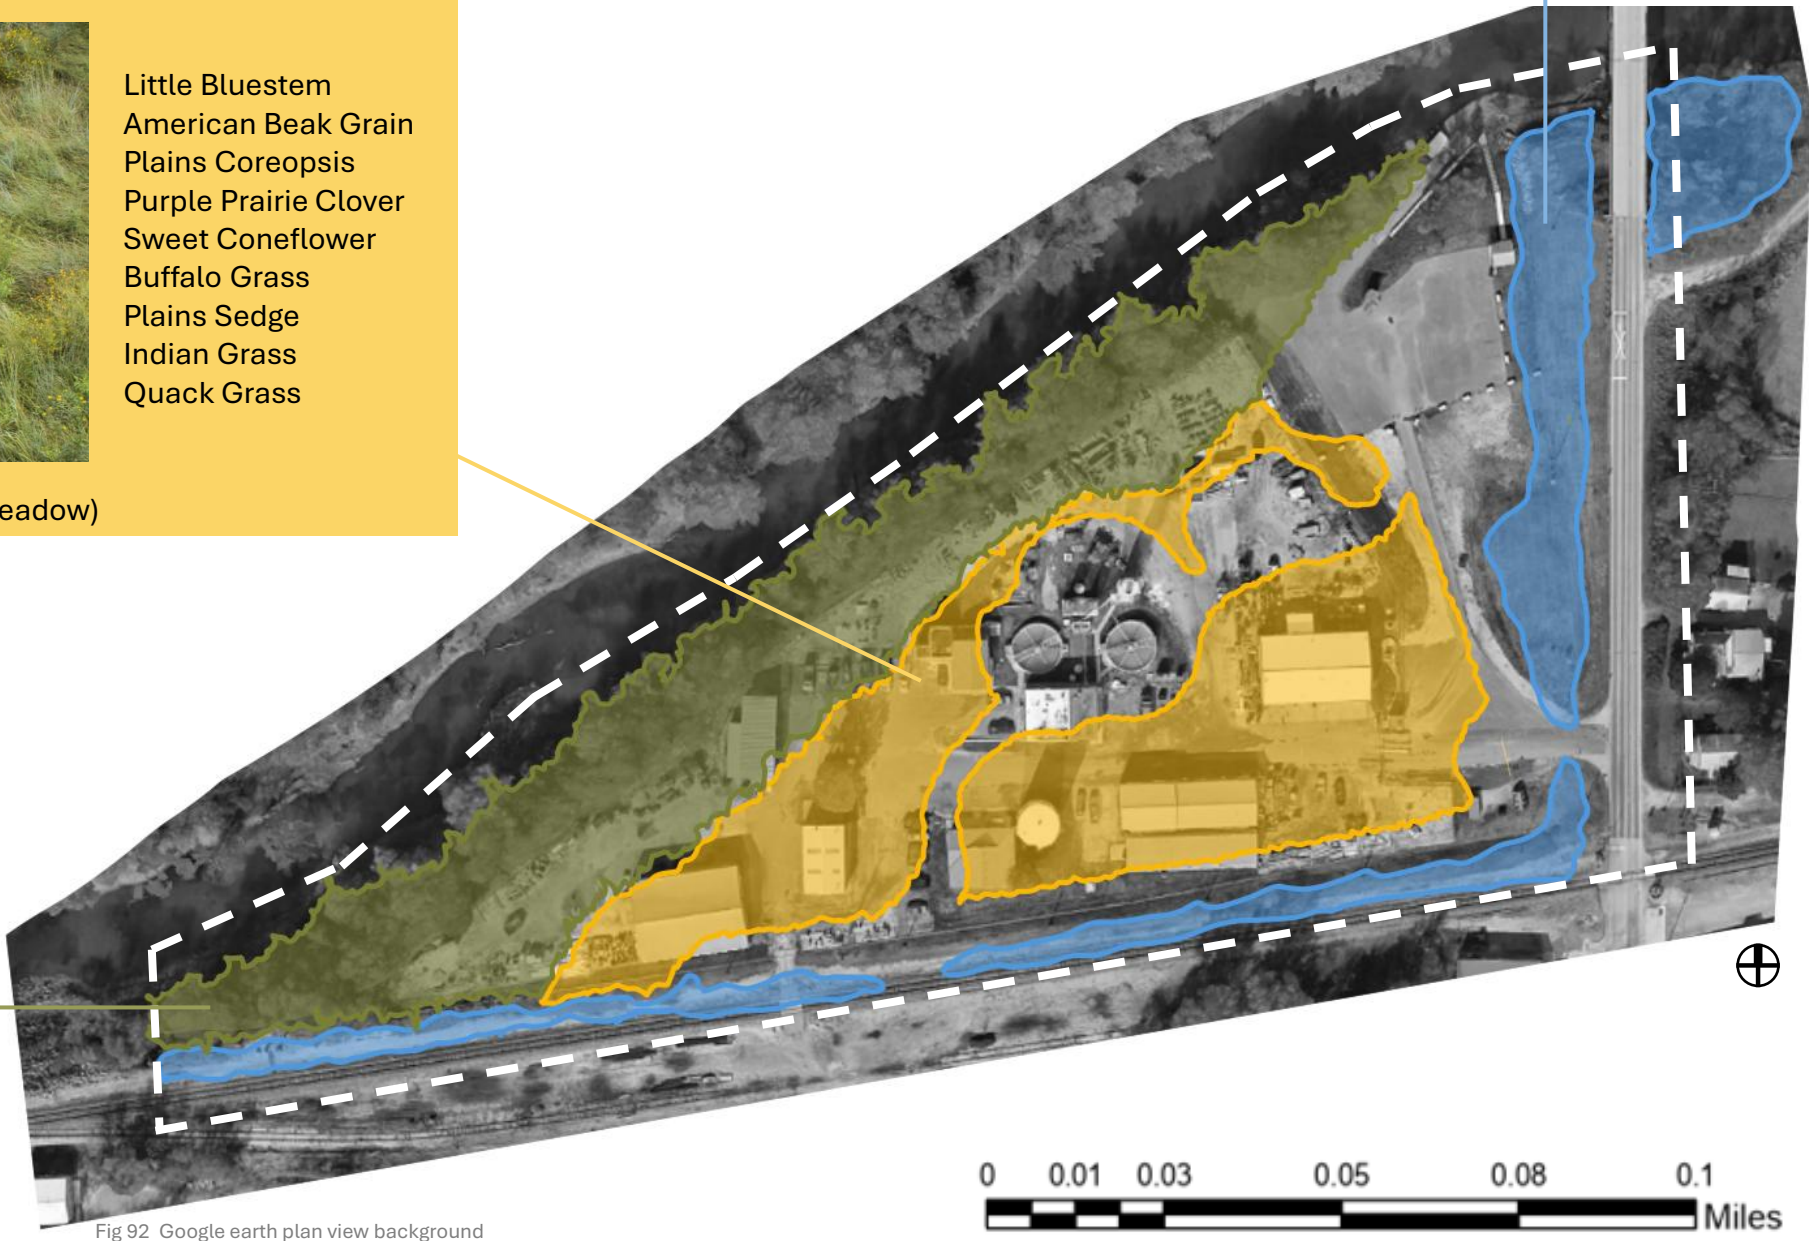 Little Bluestem
American Beak Grain
Plains Coreopsis
Purple Prairie Clover
Sweet Coneflower
Buffalo Grass
Plains Sedge
Indian Grass
Quack Grass
eadow)
0 0.01 0.03 0.05 0.08 0.1
Miles
Fig 92 Google earth plan view background